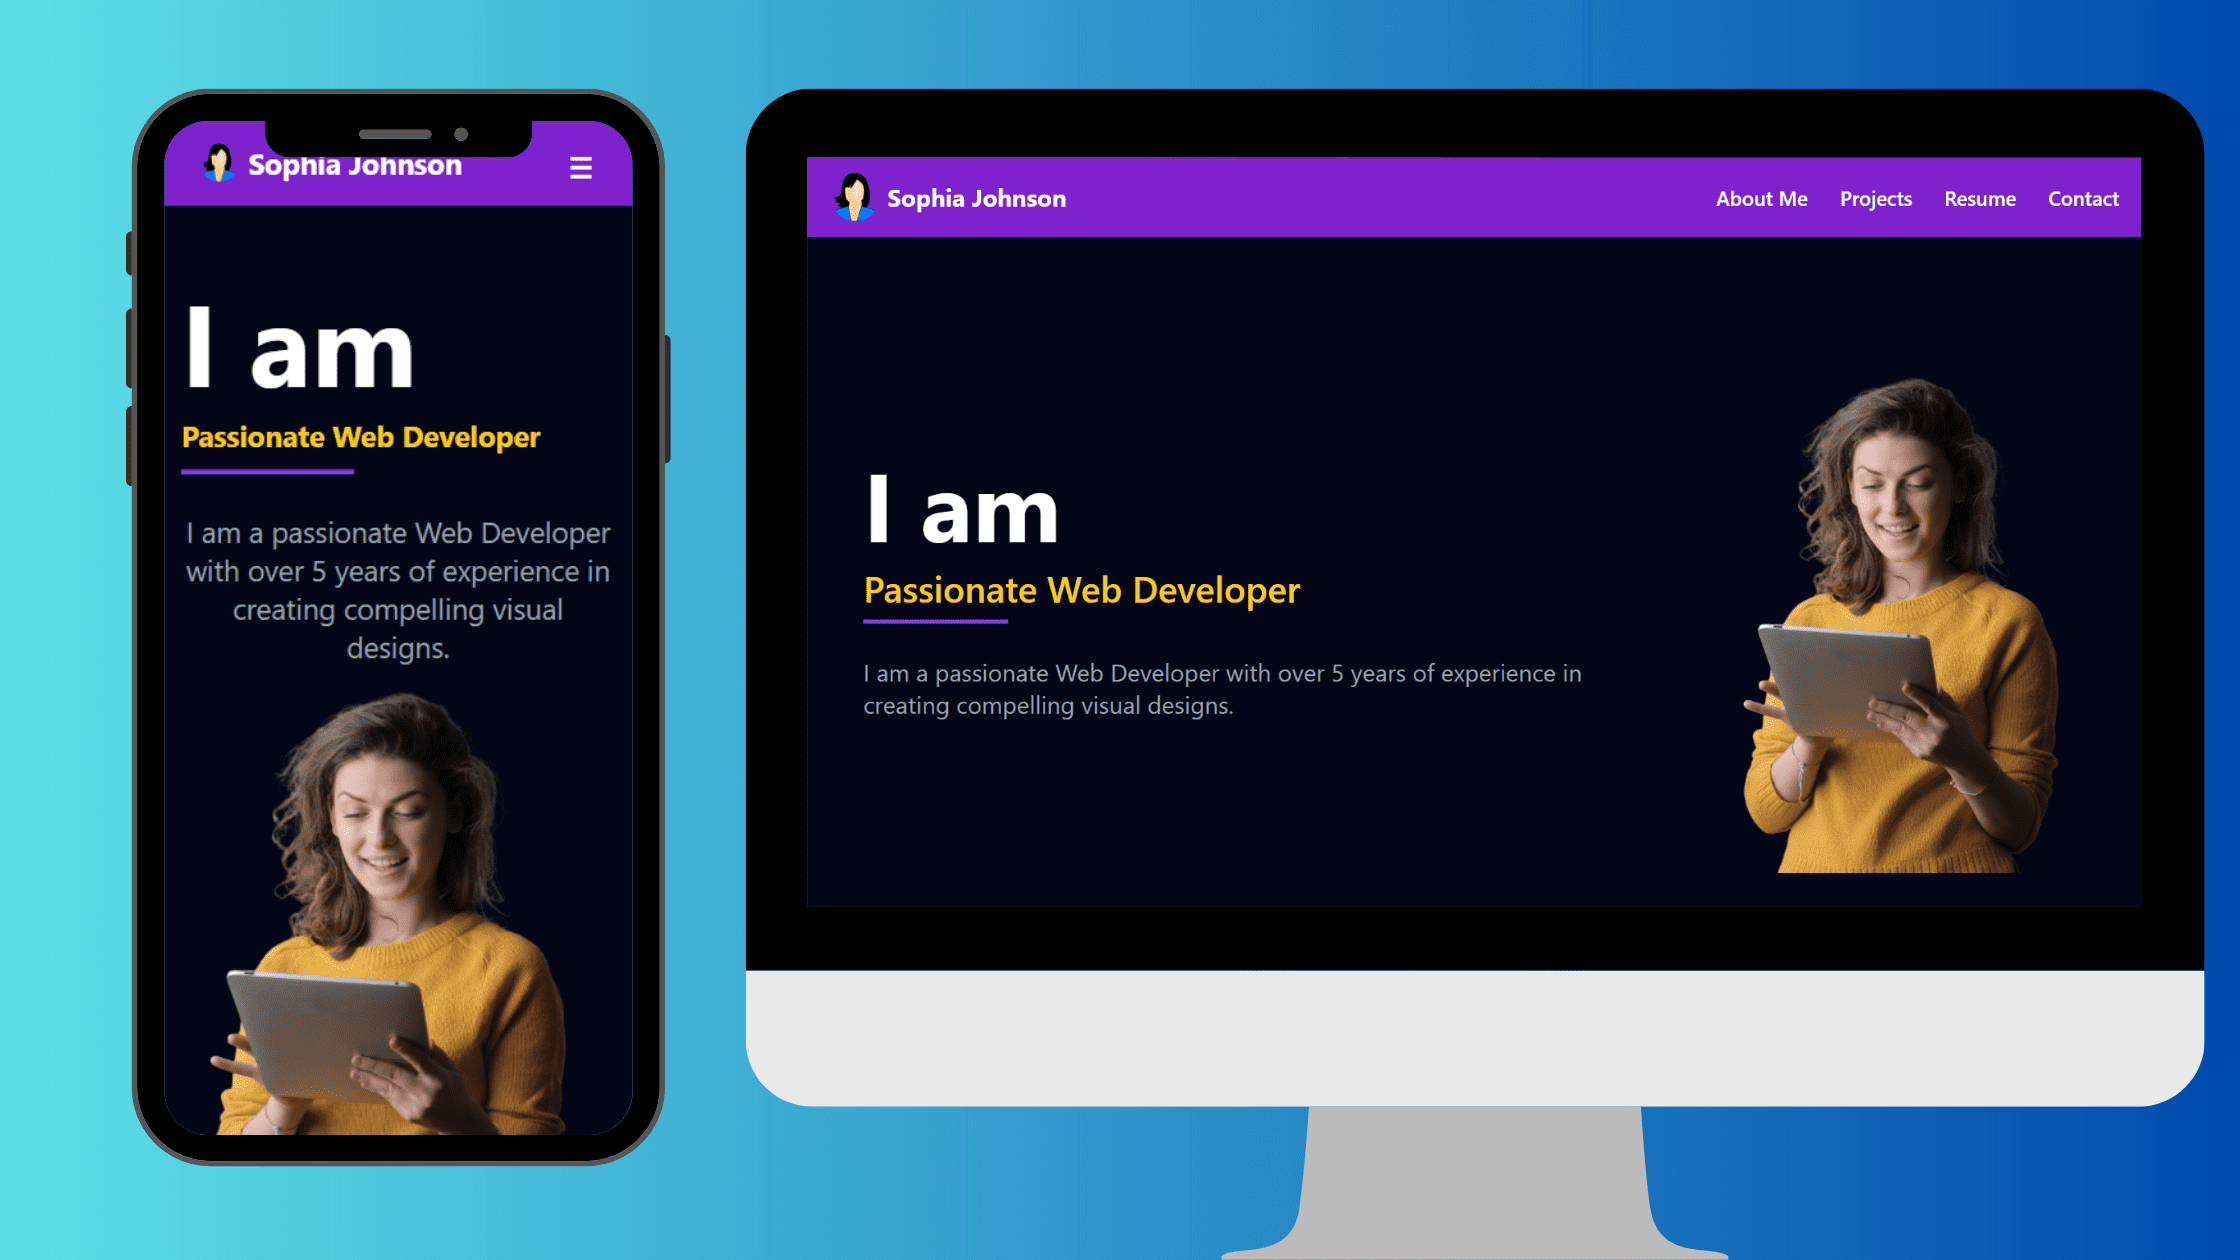 Sophia Johnson
I am
Passionate Web Developer
I am a passionate Web Developer
with over 5 years of experience in
creating compelling visual
designs.
Sophia Johnson
About Me Projects Resume Contact
I am
Passionate Web Developer
I am a passionate Web Developer with over 5 years of experience in
creating compelling visual designs.